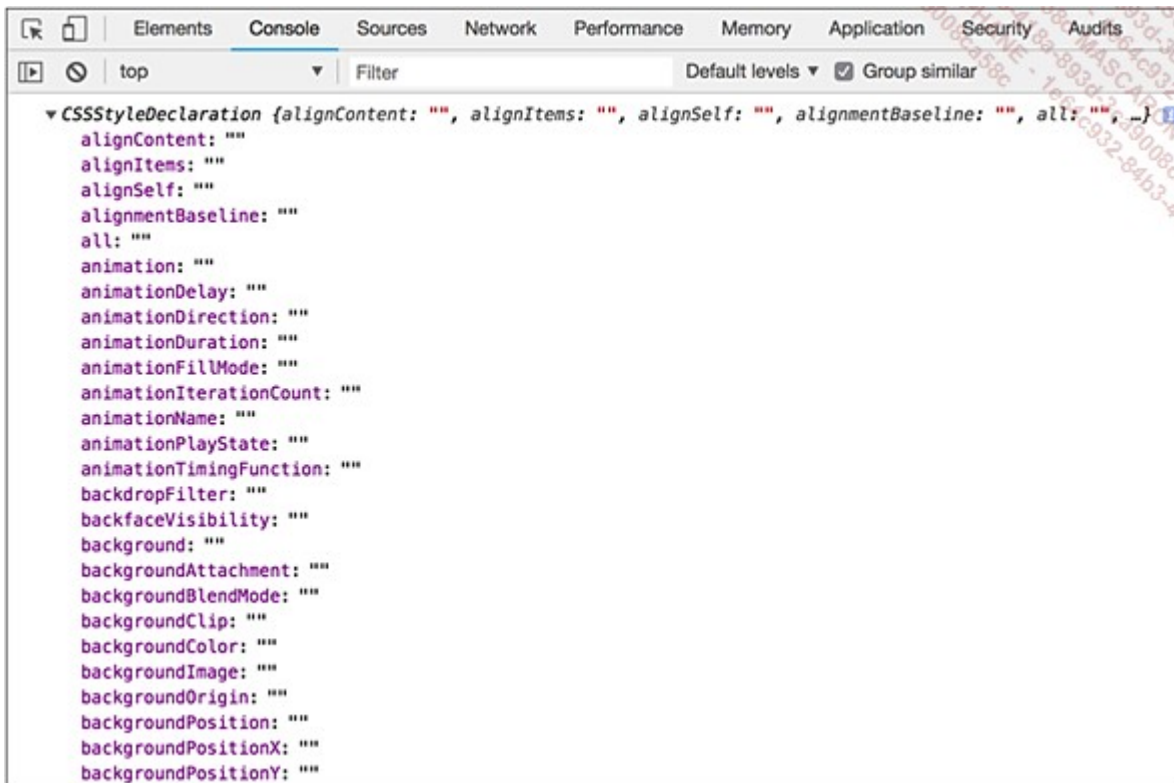 Elements Console Sources Network Performance Memory Application Security Audits
top Filter Default levels Group similar
CSSStyleDeclaration {alignContent: "", alignItems: "", alignSelf: "", alignmentBaseline: "", all: "", …}
alignContent: ""
alignItems: ""
alignSelf: ""
alignmentBaseline: ""
all: ""
animation: ""
animationDelay: ""
animationDirection: ""
animationDuration: ""
animationFillMode: ""
animationIterationCount: ""
animationName: ""
animationPlayState: ""
animationTimingFunction: ""
backdropFilter: ""
backfaceVisibility: ""
background: ""
backgroundAttachment: ""
backgroundBlendMode: ""
backgroundClip: ""
backgroundColor: ""
backgroundImage: ""
backgroundOrigin: ""
backgroundPosition: ""
backgroundPositionX: ""
backgroundPositionY: ""